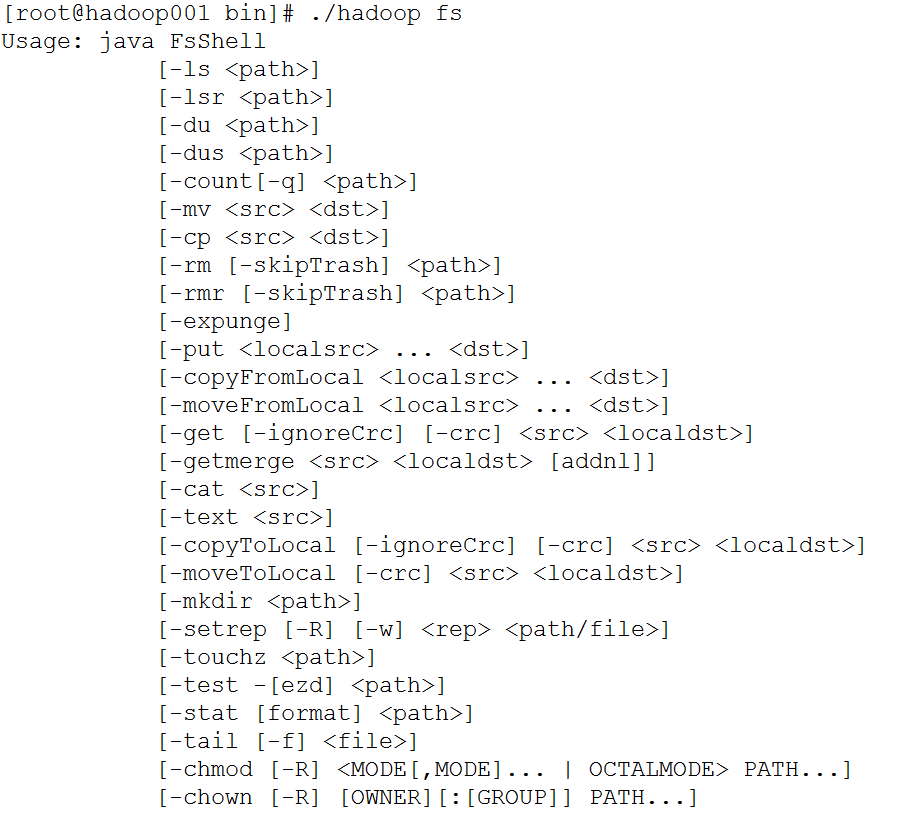 [root@hadoop001 bin]# ./hadoop fs
Usage: java FsShell
[-ls <path>]
[-lsr <path>]
[-du <path>]
[-dus <path>]
[-count[-q] <path>]
[-mv <src> <dst>]
[-cp <src> <dst>]
[-rm [-skipTrash] <path>]
[-rmr [-skipTrash] <path>]
[-expunge]
[-put <localsrc> ... <dst>]
[-copyFromLocal <localsrc> ... <dst>]
[-moveFromLocal <localsrc> ... <dst>]
[-get [-ignoreCrc] [-crc] <src> <localdst>]
[-getmerge <src> <localdst> [addnl]]
[-cat <src>]
[-text <src>]
[-copyToLocal [-ignoreCrc] [-crc] <src> <localdst>]
[-moveToLocal [-crc] <src> <localdst>]
[-mkdir <path>]
[-setrep [-R] [-w] <rep> <path/file>]
[-touchz <path>]
[-test -[ezd] <path>]
[-stat [format] <path>]
[-tail [-f] <file>]
[-chmod [-R] <MODE[,MODE]... | OCTALMODE> PATH...]
[-chown [-R] [OWNER][:[GROUP]] PATH...]